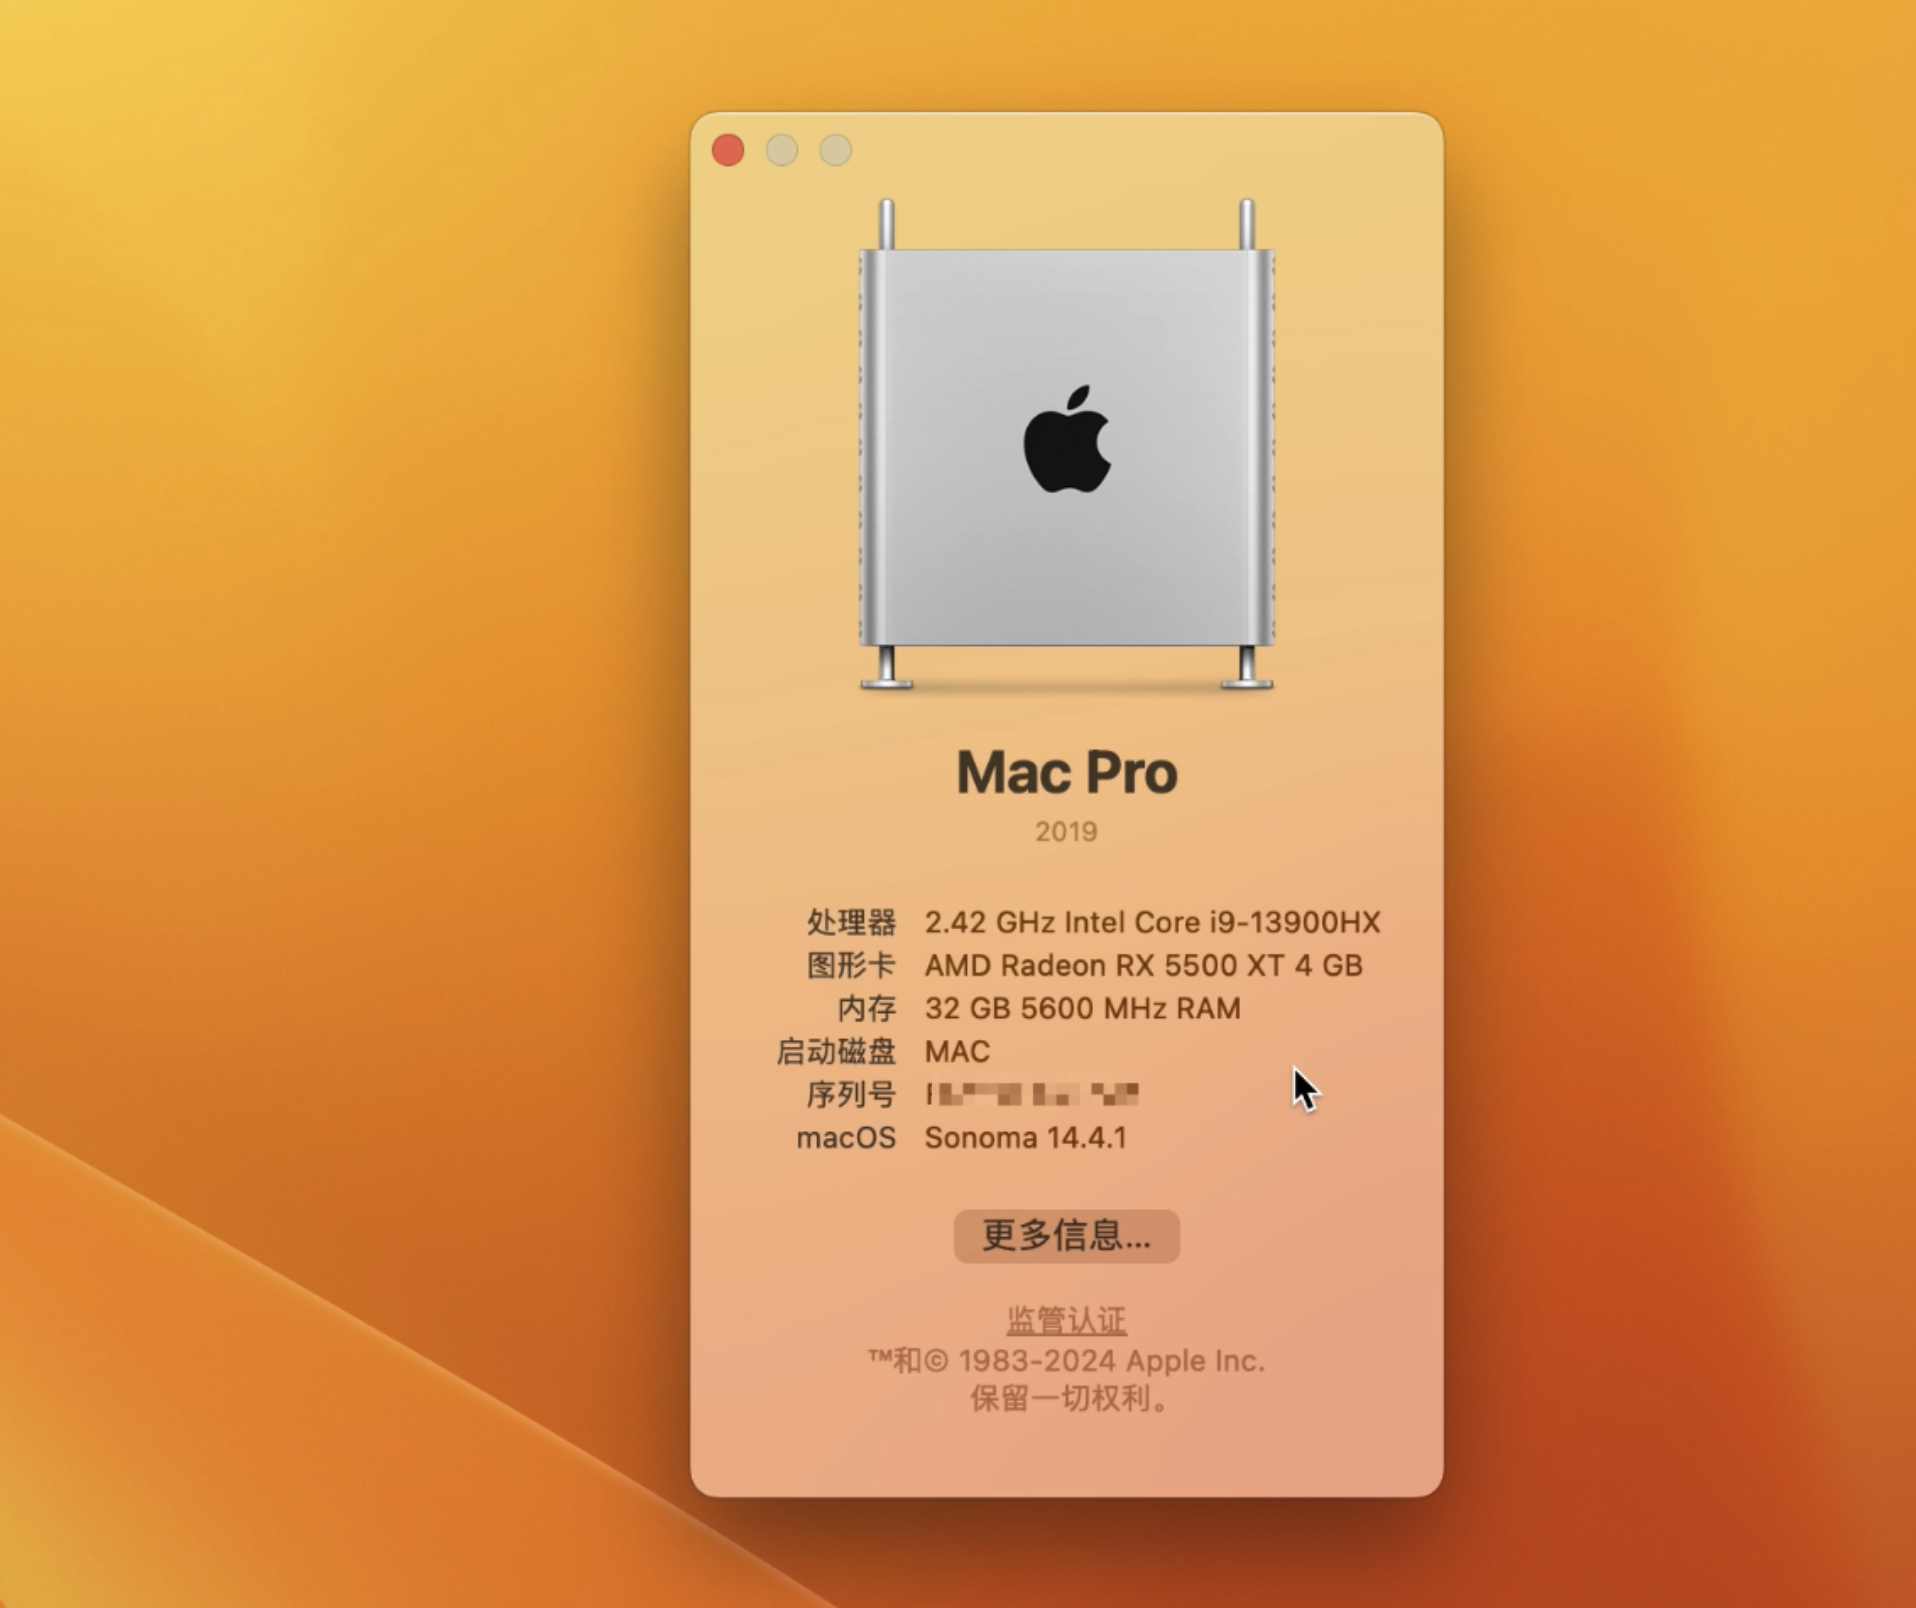 Mac Pro
2019
处理器 2.42 GHz Intel Core i9-13900HX
图形卡 AMD Radeon RX 5500 XT 4 GB
内存 32 GB 5600 MHz RAM
启动磁盘 MAC
序列号
macOS Sonoma 14.4.1
更多信息...
监管认证
™和© 1983-2024 Apple Inc.
保留一切权利。